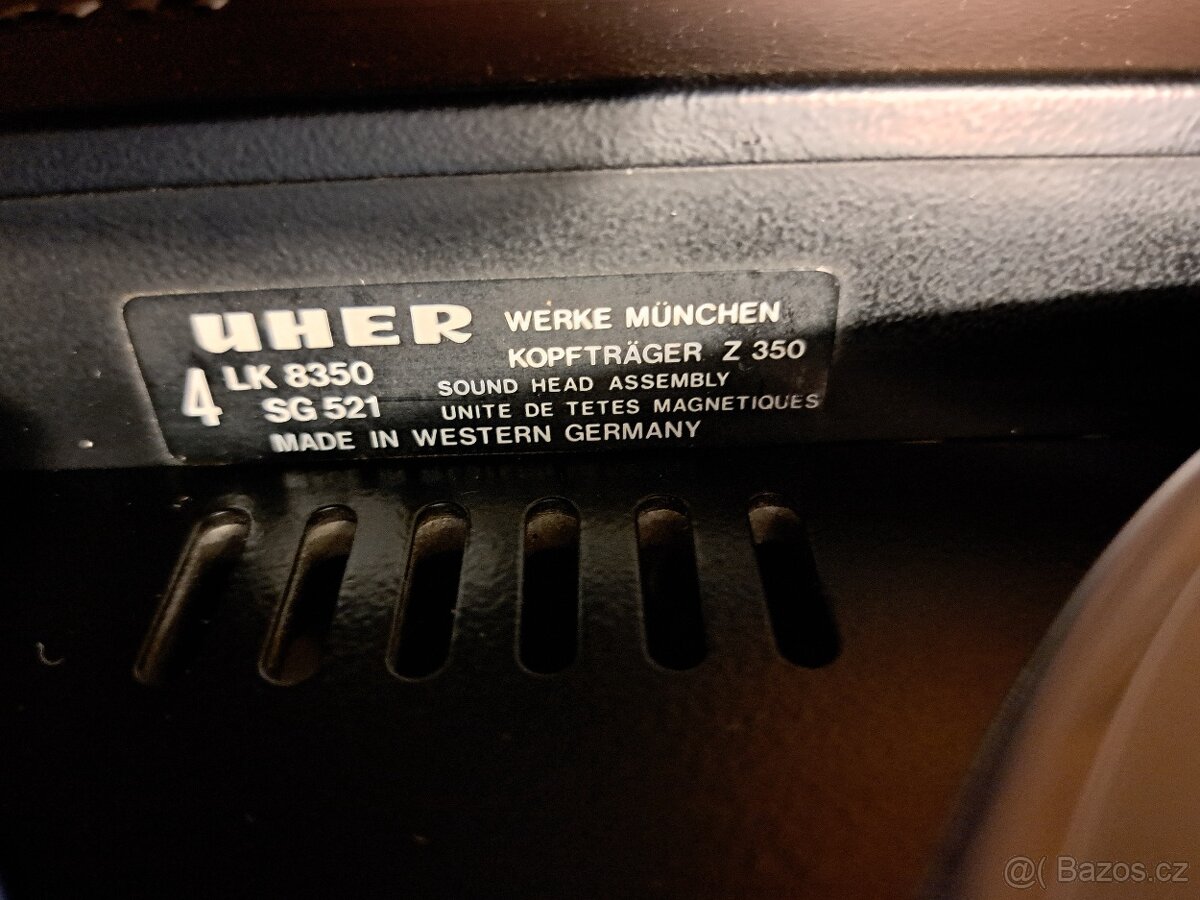 UHER WERKE MÜNCHEN
KOPFTRÄGER Z 350
4 LK 8350 SOUND HEAD ASSEMBLY
SG 521 UNITE DE TETES MAGNETIQUES
MADE IN WESTERN GERMANY
@( Bazos.cz